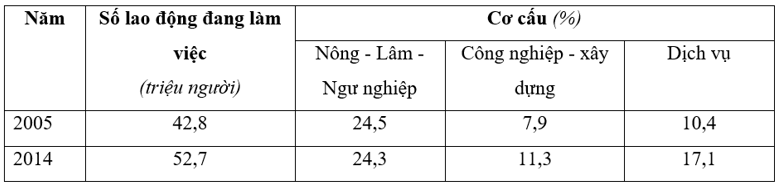 Năm Số lao động đang làm việc (triệu người) Cơ cấu (%)
Nông - Lâm - Ngư nghiệp Công nghiệp - xây dựng Dịch vụ
2005 42,8 24,5 7,9 10,4
2014 52,7 24,3 11,3 17,1